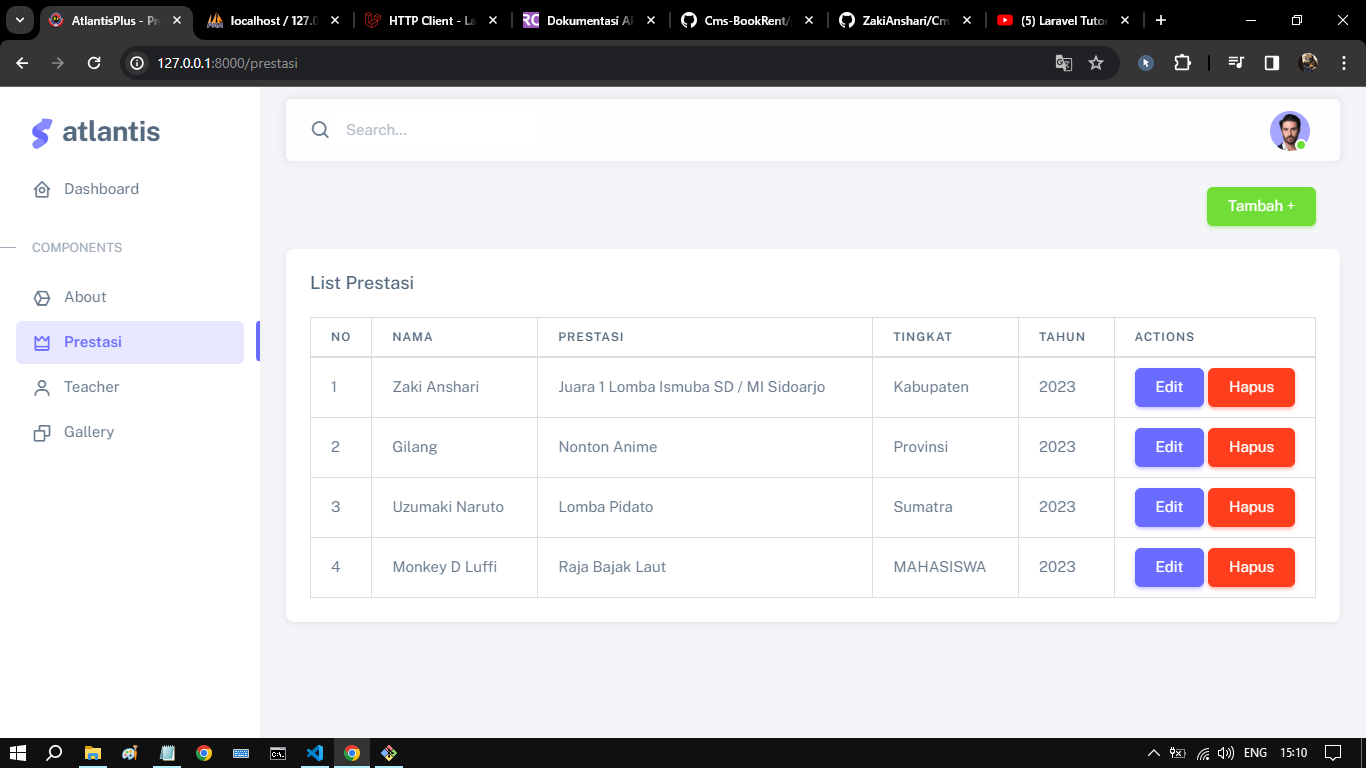 AtlantisPlus - Pr
localhost / 127.0
HTTP Client - La
Dokumentasi AP
Cms-BookRent/
ZakiAnshari/Cm
(5) Laravel Tutor
127.0.0.1:8000/prestasi
atlantis
Search...
Dashboard
Tambah +
COMPONENTS
About
Prestasi
Teacher
Gallery
List Prestasi
NO NAMA PRESTASI TINGKAT TAHUN ACTIONS
1 Zaki Anshari Juara 1 Lomba Ismuba SD / MI Sidoarjo Kabupaten 2023 Edit Hapus
2 Gilang Nonton Anime Provinsi 2023 Edit Hapus
3 Uzumaki Naruto Lomba Pidato Sumatra 2023 Edit Hapus
4 Monkey D Luffi Raja Bajak Laut MAHASISWA 2023 Edit Hapus
ENG 15:10